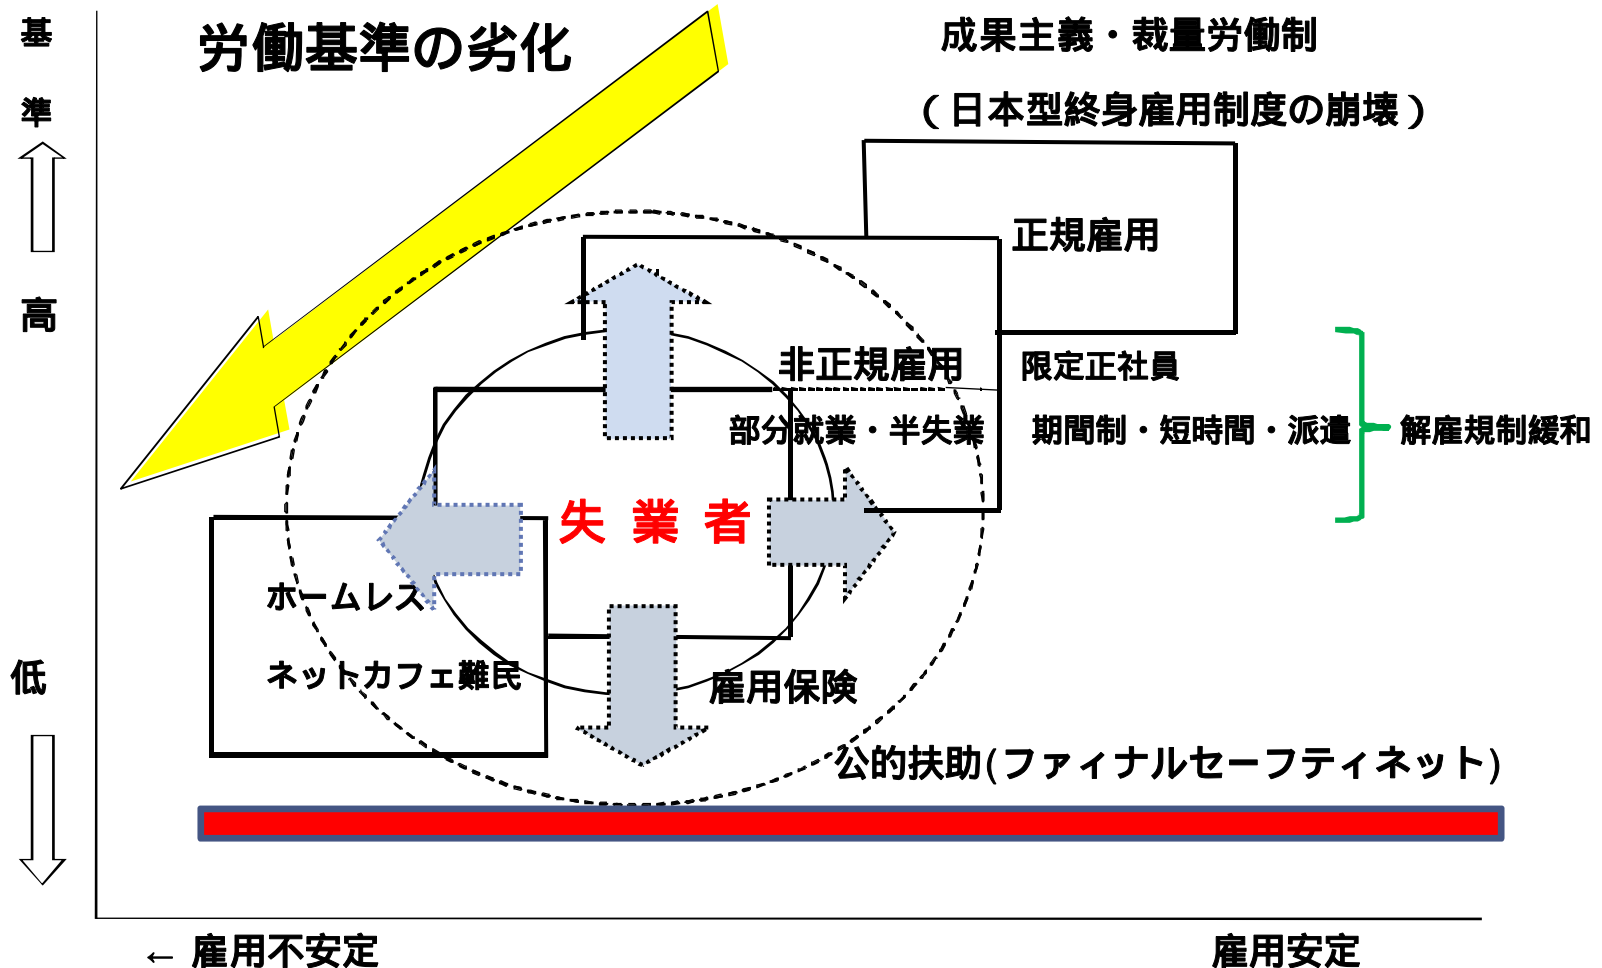 労働基準の劣化
成果主義・裁量労働制
（日本型終身雇用制度の崩壊）
基
準
高
低
正規雇用
非正規雇用
限定正社員
部分就業・半失業
期間制・短時間・派遣
解雇規制緩和
失業者
ホームレス
ネットカフェ難民
雇用保険
公的扶助(ファィナルセーフティネット)
← 雇用不安定
雇用安定